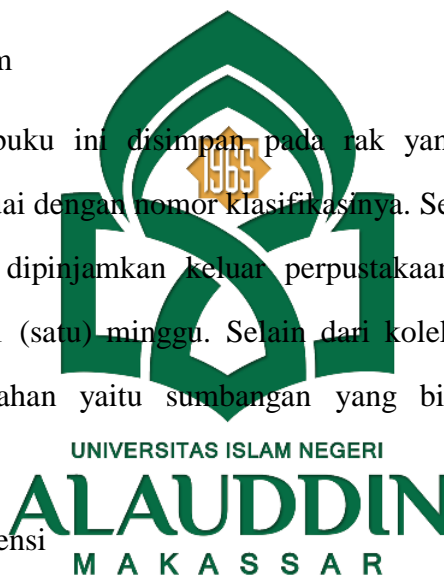 m
buku ini disimpan pada rak yan
1965
ai dengan nomor klasifikasinya. Se
dipinjamkan keluar perpustakaan
(satu) minggu. Selain dari kolek
ahan yaitu sumbangan yang bi
UNIVERSITAS ISLAM NEGERI
ALAUDDIN
ensi
MAKASSAR